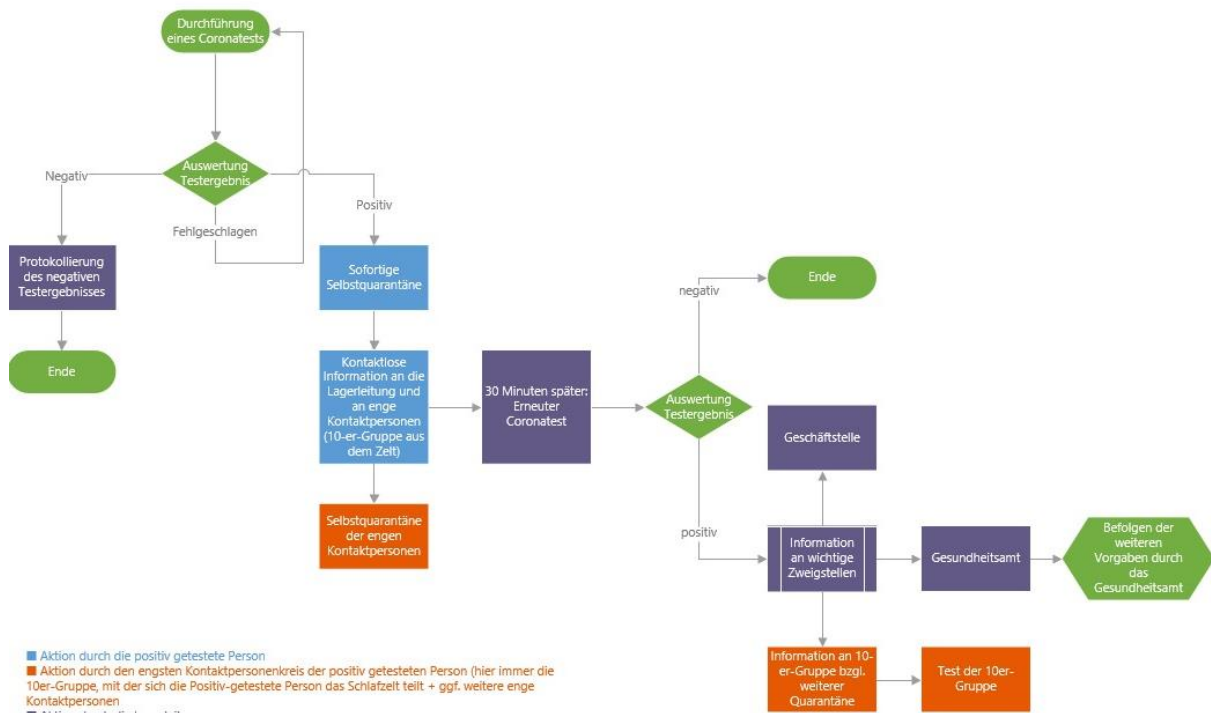 Durchführung
eines Coronatests
Auswertung
Testergebnis
Negativ
Positiv
Fehlgeschlagen
Protokollierung
des negativen
Testergebnisses
Ende
Sofortige
Selbstquarantäne
Kontaktlose
Information an die
Lagerleitung und
an enge
Kontaktpersonen
(10-er-Gruppe aus
dem Zelt)
Selbstquarantäne
der engen
Kontaktpersonen
30 Minuten später:
Erneuter
Coronatest
Auswertung
Testergebnis
negativ
Ende
positiv
Geschäftstelle
Information
an wichtige
Zweigstellen
Gesundheitsamt
Befolgen der
weiteren
Vorgaben durch
das
Gesundheitsamt
Information an 10-
er-Gruppe bzgl.
weiterer
Quarantäne
Test der 10er-
Gruppe
Aktion durch die positiv getestete Person
Aktion durch den engsten Kontaktpersonenkreis der positiv getesteten Person (hier immer die
10er-Gruppe, mit der sich die Positiv-getestete Person das Schlafzelt teilt + ggf. weitere enge
Kontaktpersonen